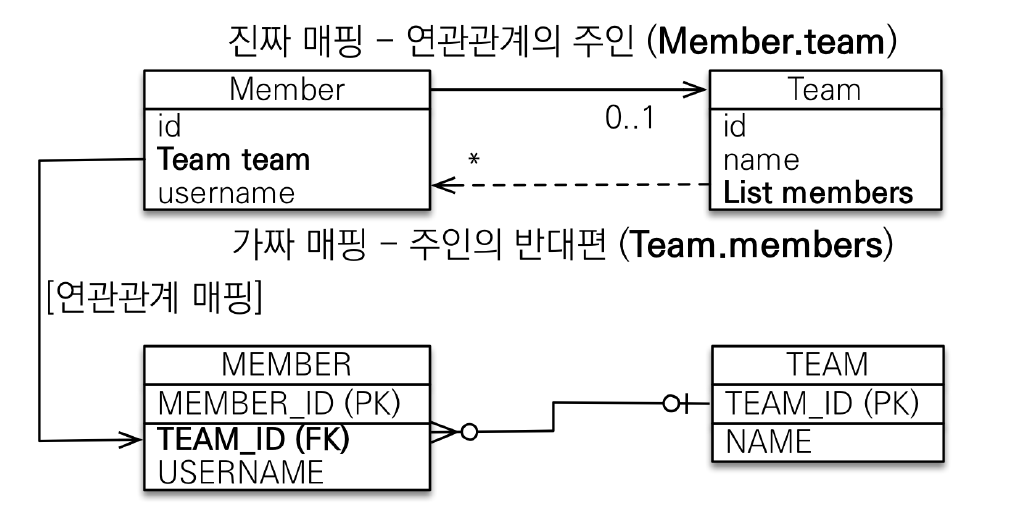 진짜 매핑 – 연관관계의 주인 (Member.team)
Member
id
Team team
username
0..1
*
Team
id
name
List members
가짜 매핑 – 주인의 반대편 (Team.members)
[연관관계 매핑]
MEMBER
MEMBER_ID (PK)
TEAM_ID (FK)
USERNAME
TEAM
TEAM_ID (PK)
NAME